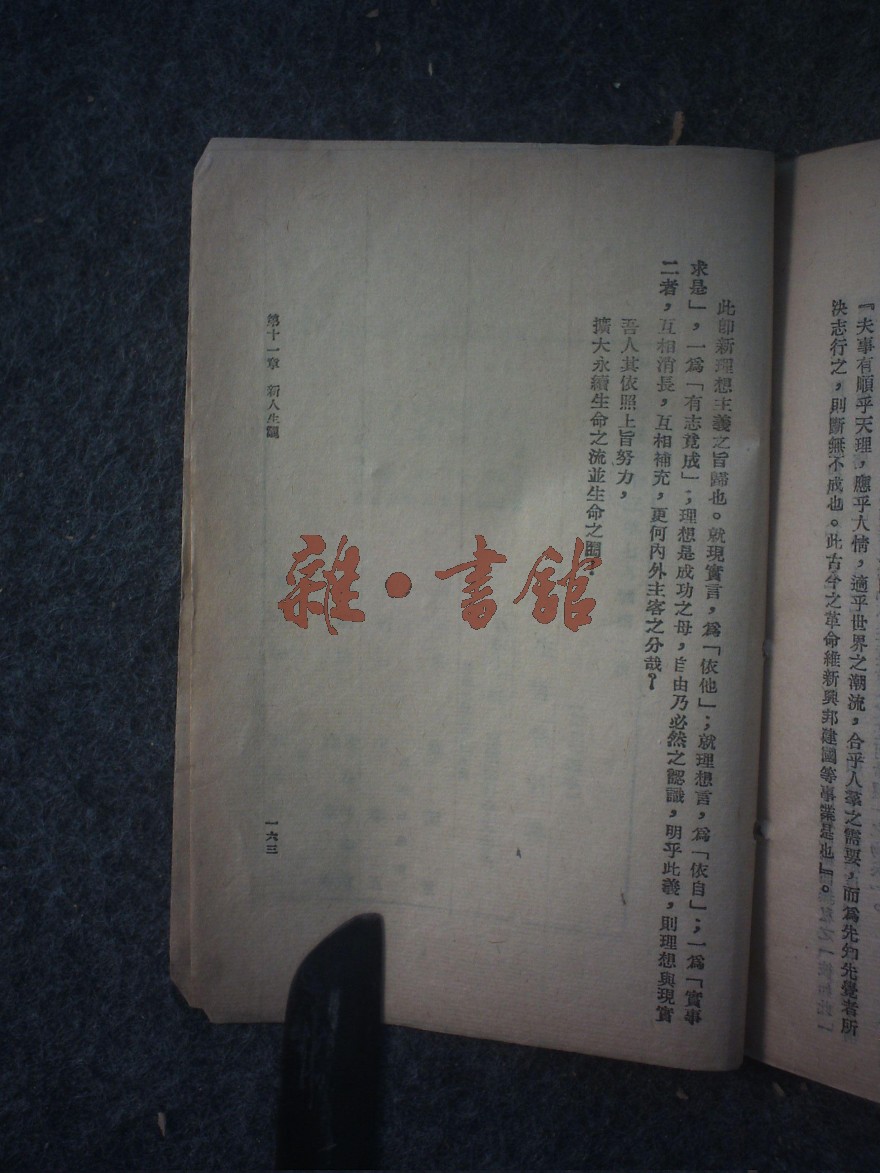 『夫事有順乎天理，應乎人情，適乎世界之潮流，合乎人羣之需要，而爲先知先覺者所
決志行之，則斷無不成也。此古今之革命維新興邦建國等事業是也』。
此卽新理想主義之旨歸也。就現實言，爲「依他」；就理想言，爲「依自」；一爲「實事
求是」，一爲「有志竟成」；理想是成功之母，自由乃必然之認識，明乎此義，則理想與現實
二者，互相消長，互相補充，更何內外主客之分哉？
吾人其依照上旨努力，
擴大永續生命之流並生命之
第十一章 新人生觀
一六三
雜·書館